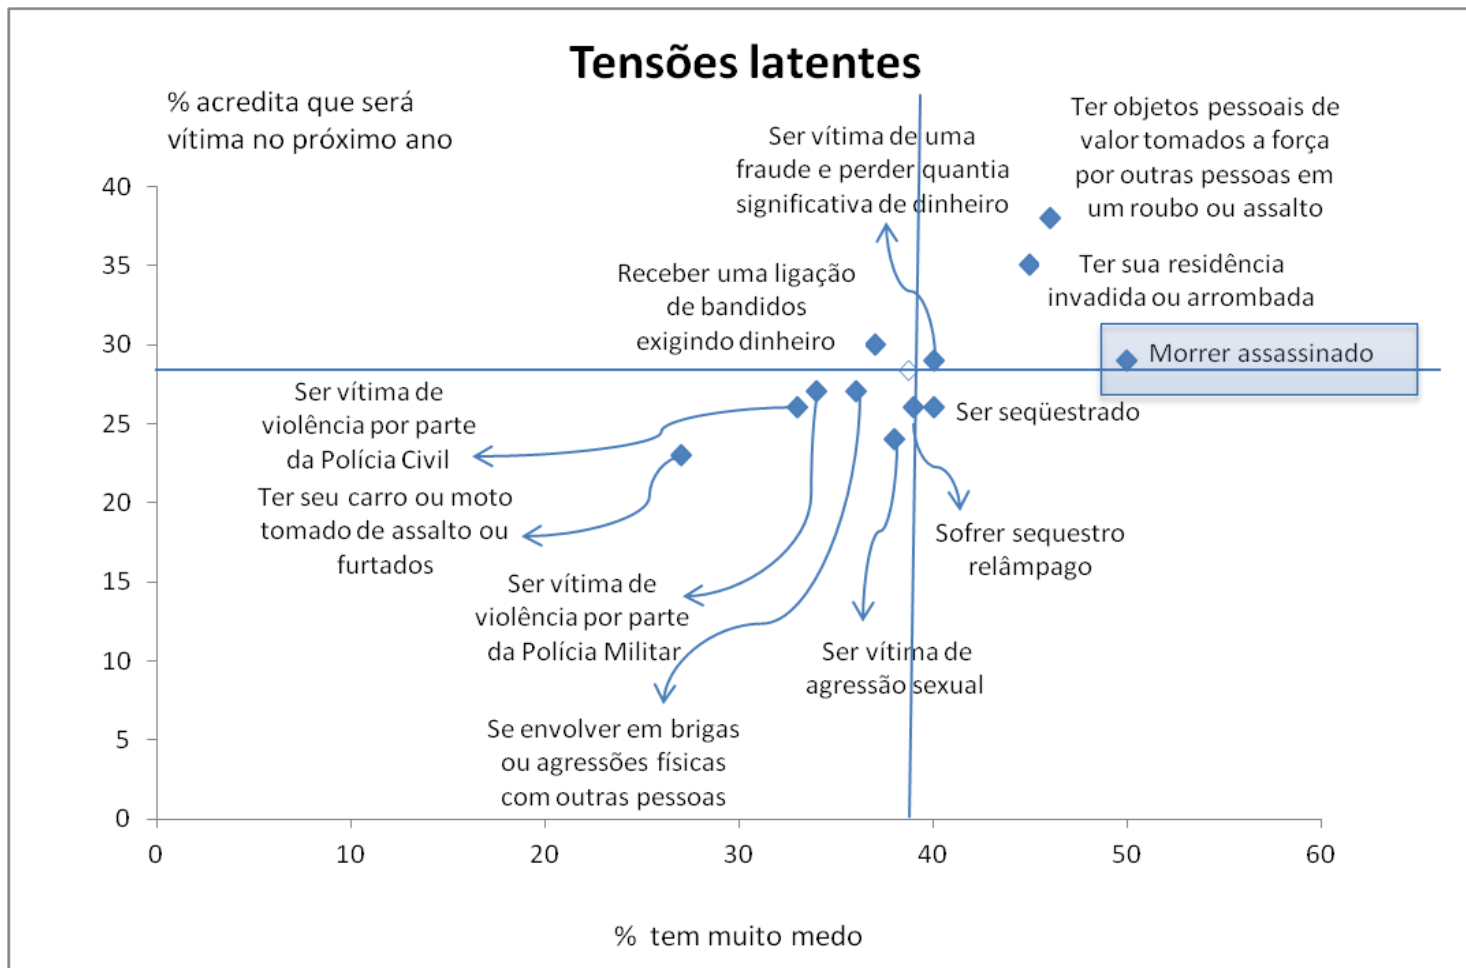 Tensões latentes
% acredita que será
vítima no próximo ano
Ser vítima de uma
fraude e perder quantia
significativa de dinheiro
Ter objetos pessoais de
valor tomados a força
por outras pessoas em
um roubo ou assalto
Ter sua residência
invadida ou arrombada
Receber uma ligação
de bandidos
exigindo dinheiro
Morrer assassinado
Ser vítima de
violência por parte
da Polícia Civil
Ser seqüestrado
Ter seu carro ou moto
tomado de assalto ou
furtados
Sofrer sequestro
relâmpago
Ser vítima de
violência por parte
da Polícia Militar
Ser vítima de
agressão sexual
Se envolver em brigas
ou agressões físicas
com outras pessoas
40
35
30
25
20
15
10
5
0
0 10 20 30 40 50 60
% tem muito medo